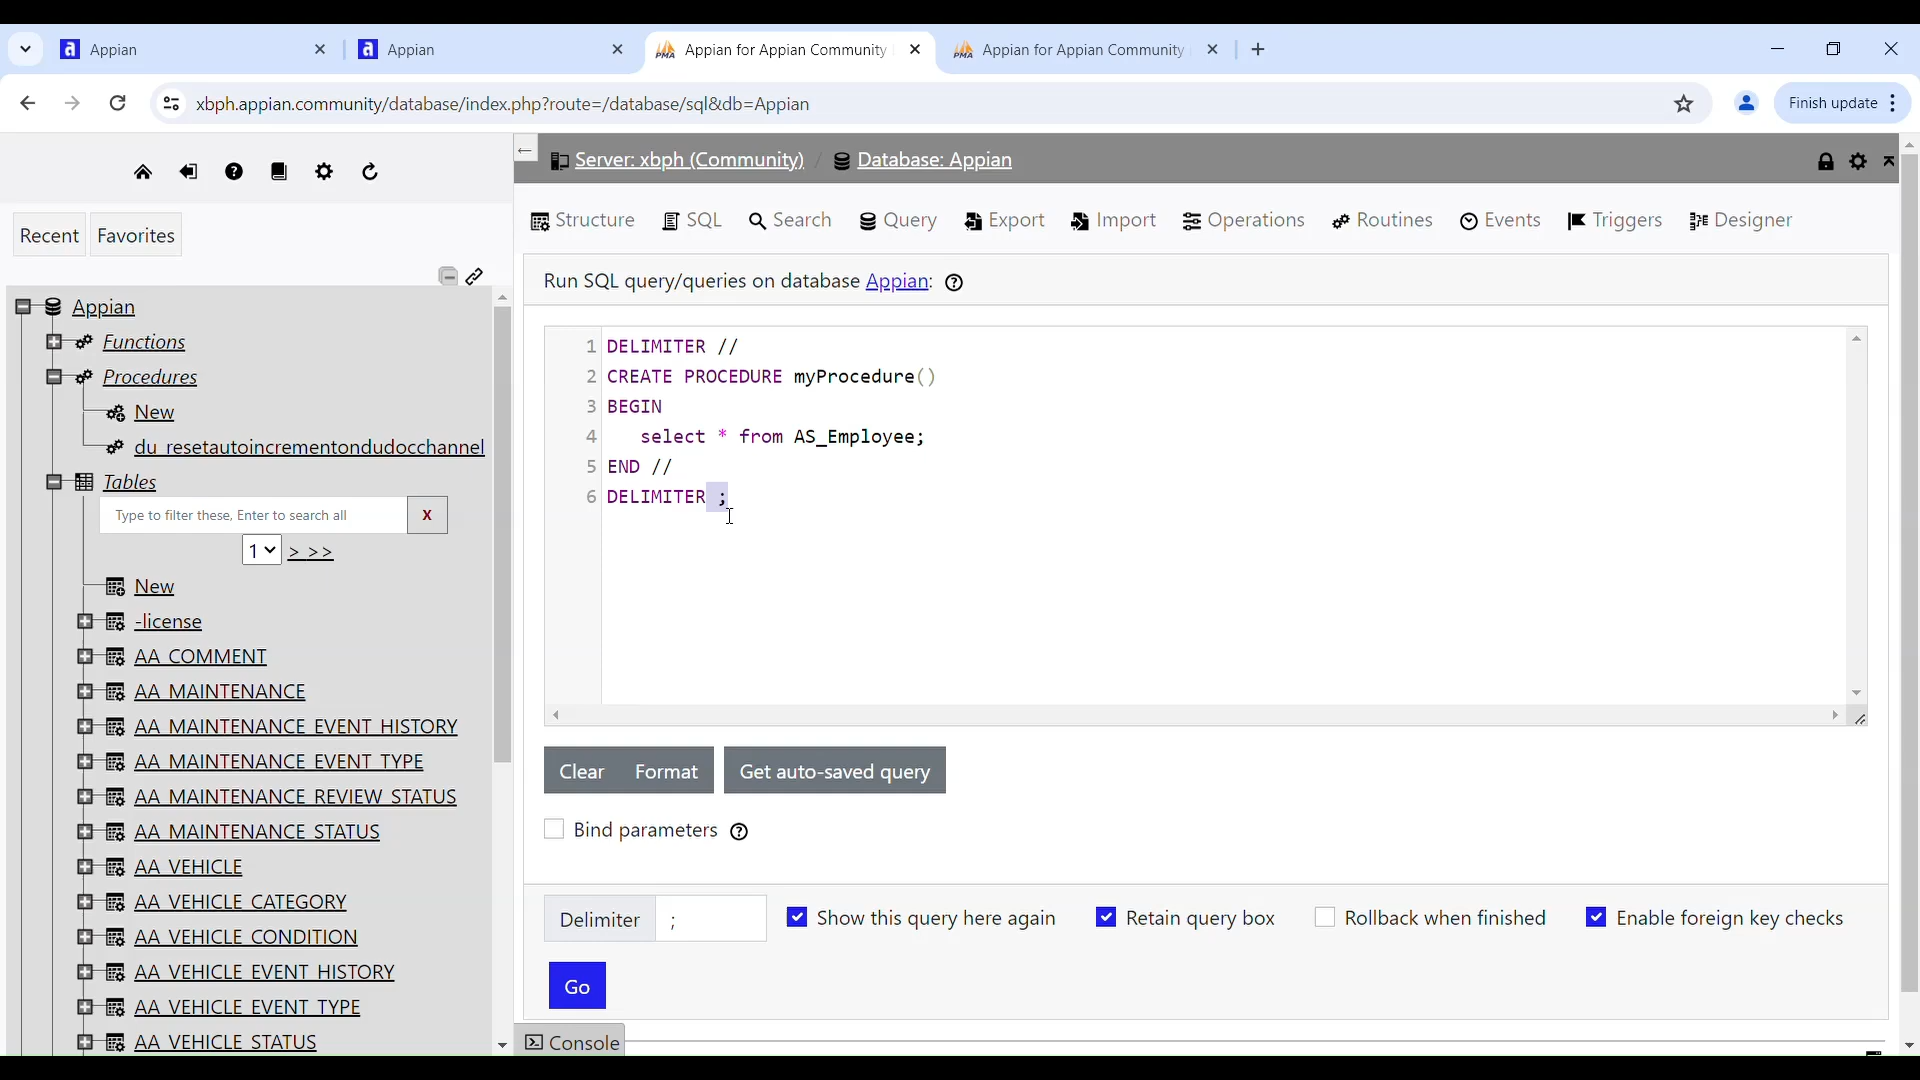 Appian
Appian
Appian for Appian Community
Appian for Appian Community
xbph.appian.community/database/index.php?route=/database/sql&db=Appian
Finish update
Recent
Favorites
Appian
Functions
Procedures
New
du_resetautoincrementondudocchannel
Tables
Type to filter these, Enter to search all
X
1
> >>
New
-license
AA_COMMENT
AA_MAINTENANCE
AA_MAINTENANCE_EVENT_HISTORY
AA_MAINTENANCE_EVENT_TYPE
AA_MAINTENANCE_REVIEW_STATUS
AA_MAINTENANCE_STATUS
AA_VEHICLE
AA_VEHICLE_CATEGORY
AA_VEHICLE_CONDITION
AA_VEHICLE_EVENT_HISTORY
AA_VEHICLE_EVENT_TYPE
AA_VEHICLE_STATUS
Server: xbph (Community) / Database: Appian
Structure SQL Search Query Export Import Operations Routines Events Triggers Designer
Run SQL query/queries on database Appian:
1 DELIMITER //
2 CREATE PROCEDURE myProcedure()
3 BEGIN
4 select * from AS_Employee;
5 END //
6 DELIMITER ;
Clear Format Get auto-saved query
Bind parameters
Delimiter ; Show this query here again Retain query box Rollback when finished Enable foreign key checks
Go
Console